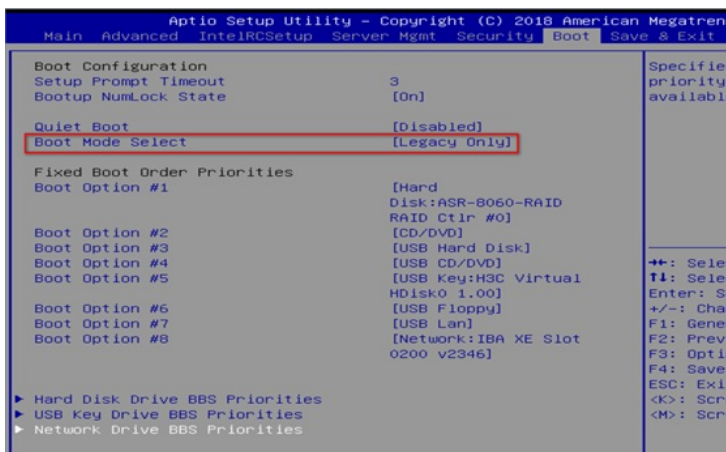 Aptio Setup Utility – Copyright (C) 2018 American Megatren
Main Advanced IntelRCSetup Server Mgmt Security Boot Save & Exit
Boot Configuration
Setup Prompt Timeout 3
Bootup NumLock State [On]
Quiet Boot [Disabled]
Boot Mode Select [Legacy Only]
Fixed Boot Order Priorities
Boot Option #1 [Hard
Disk:ASR-8060-RAID
RAID Ctlr #0]
Boot Option #2 [CD/DVD]
Boot Option #3 [USB Hard Disk]
Boot Option #4 [USB CD/DVD]
Boot Option #5 [USB Key:H3C Virtual
HDisk0 1.00]
Boot Option #6 [USB Floppy]
Boot Option #7 [USB Lan]
Boot Option #8 [Network:IBA XE Slot
0200 v2346]
► Hard Disk Drive BBS Priorities
► USB Key Drive BBS Priorities
► Network Drive BBS Priorities
Specifie
priority
availabl
→←: Sele
↑↓: Sele
Enter: S
+/-: Cha
F1: Gene
F2: Prev
F3: Opti
F4: Save
ESC: Exi
<K>: Scr
<M>: Scr